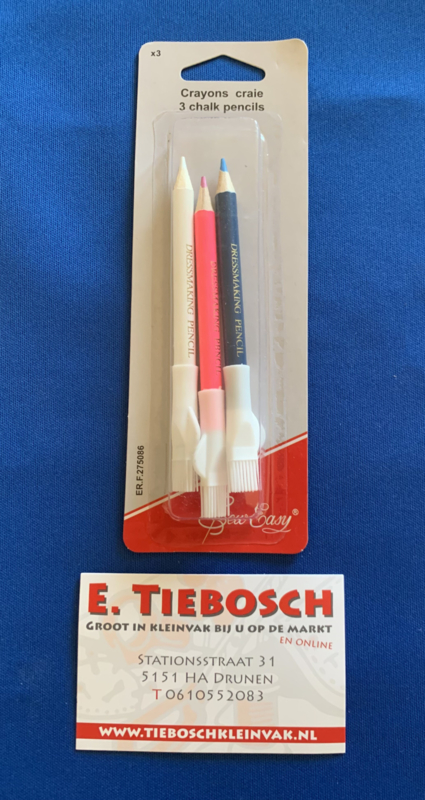 x3
Crayons craie
3 chalk pencils
DRESSMAKING PENCIL
DRESSMAKING PENCIL
ER.F.275086
Sew Easy®
E. TIEBOSCH
GROOT IN KLEINVAK BIJ U OP DE MARKT
EN ONLINE
STATIONSSTRAAT 31
5151 HA DRUNEN
T 0610552083
WWW.TIEBOSCHKLEINVAK.NL